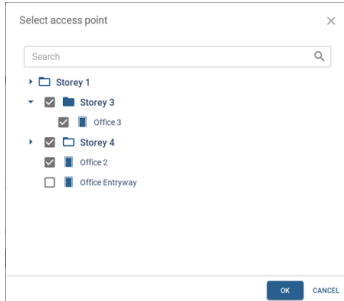 Select access point
Search
Storey 1
Storey 3
Office 3
Storey 4
Office 2
Office Entryway
OK CANCEL